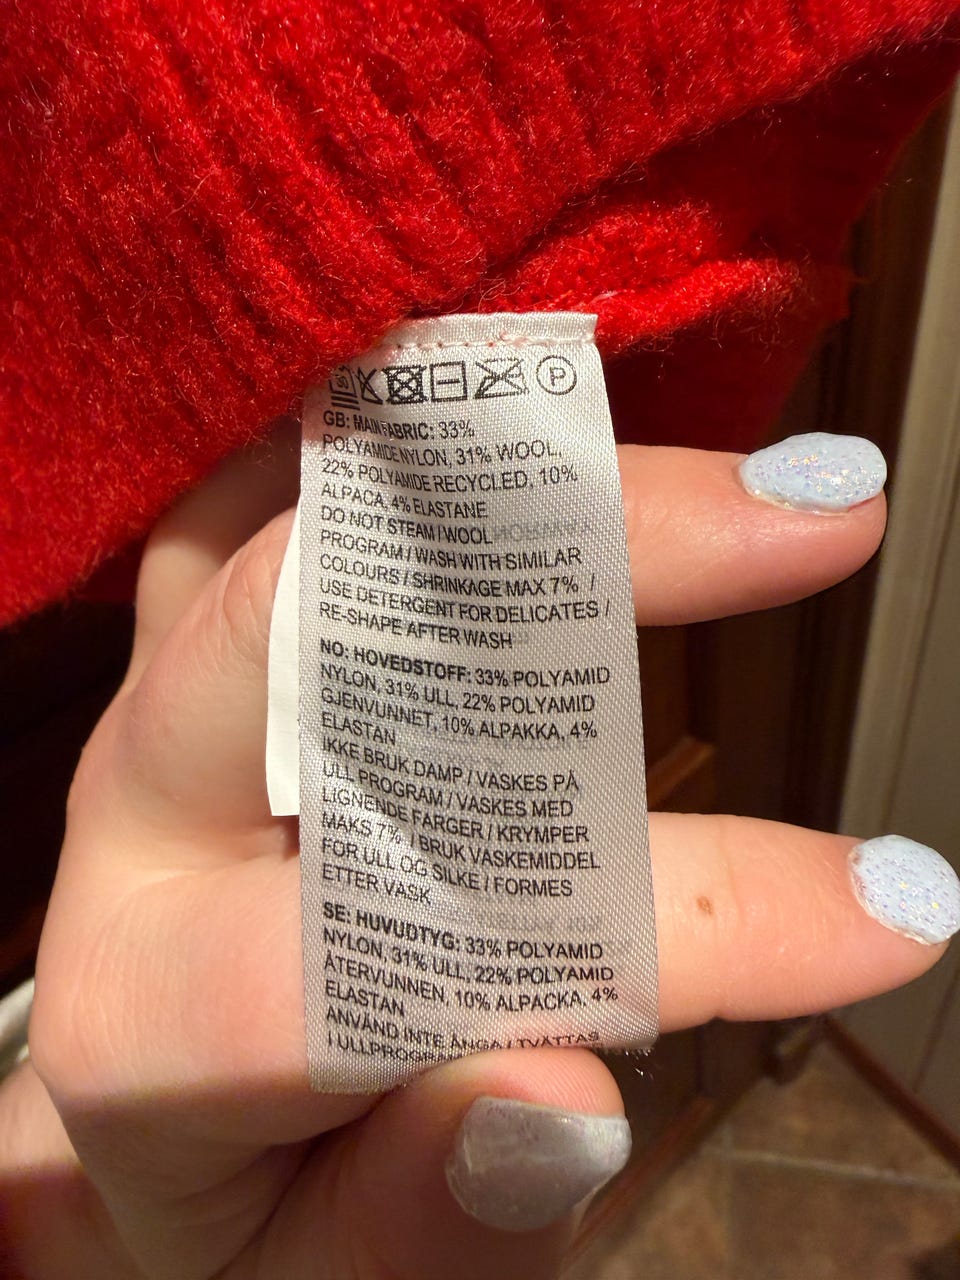 30
P
GB: MAIN FABRIC: 33%
POLYAMIDE NYLON, 31% WOOL,
22% POLYAMIDE RECYCLED, 10%
ALPACA, 4% ELASTANE
DO NOT STEAM / WOOL
PROGRAM / WASH WITH SIMILAR
COLOURS / SHRINKAGE MAX 7% /
USE DETERGENT FOR DELICATES /
RE-SHAPE AFTER WASH
NO: HOVEDSTOFF: 33% POLYAMID
NYLON, 31% ULL, 22% POLYAMID
GJENVUNNET, 10% ALPAKKA, 4%
ELASTAN
IKKE BRUK DAMP / VASKES PÅ
ULL PROGRAM / VASKES MED
LIGNENDE FARGER / KRYMPER
MAKS 7% / BRUK VASKEMIDDEL
FOR ULL OG SILKE / FORMES
ETTER VASK
SE: HUVUDTYG: 33% POLYAMID
NYLON, 31% ULL, 22% POLYAMID
ÅTERVUNNEN, 10% ALPACKA, 4%
ELASTAN
ANVÄND INTE ÅNGA / TVÄTTAS
I ULLPROGRAM